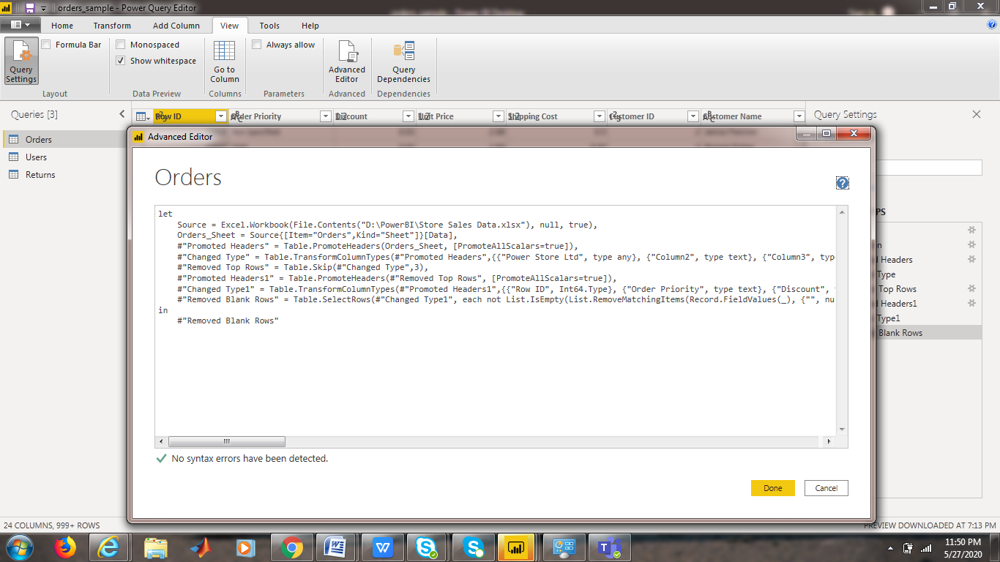 orders_sample - Power Query Editor
Home Transform Add Column View Tools Help
Query Settings
Formula Bar
Layout
Monospaced
Show whitespace
Data Preview
Go to Column
Columns
Always allow
Parameters
Advanced Editor
Advanced
Query Dependencies
Dependencies
Queries [3]
Orders
Users
Returns
Row ID Order Priority Discount Unit Price Shipping Cost Customer ID Customer Name
Query Settings
Advanced Editor
Orders
let
Source = Excel.Workbook(File.Contents("D:\PowerBI\Store Sales Data.xlsx"), null, true),
Orders_Sheet = Source{[Item="Orders",Kind="Sheet"]}[Data],
#"Promoted Headers" = Table.PromoteHeaders(Orders_Sheet, [PromoteAllScalars=true]),
#"Changed Type" = Table.TransformColumnTypes(#"Promoted Headers",{{"Power Store Ltd", type any}, {"Column2", type text}, {"Column3", typ
#"Removed Top Rows" = Table.Skip(#"Changed Type",3),
#"Promoted Headers1" = Table.PromoteHeaders(#"Removed Top Rows", [PromoteAllScalars=true]),
#"Changed Type1" = Table.TransformColumnTypes(#"Promoted Headers1",{{"Row ID", Int64.Type}, {"Order Priority", type text}, {"Discount",
#"Removed Blank Rows" = Table.SelectRows(#"Changed Type1", each not List.IsEmpty(List.RemoveMatchingItems(Record.FieldValues(_), {"", nu
in
#"Removed Blank Rows"
No syntax errors have been detected.
Done Cancel
PS
n
d Headers
Type
Top Rows
d Headers1
Type1
Blank Rows
24 COLUMNS, 999+ ROWS
PREVIEW DOWNLOADED AT 7:13 PM
11:50 PM
5/27/2020